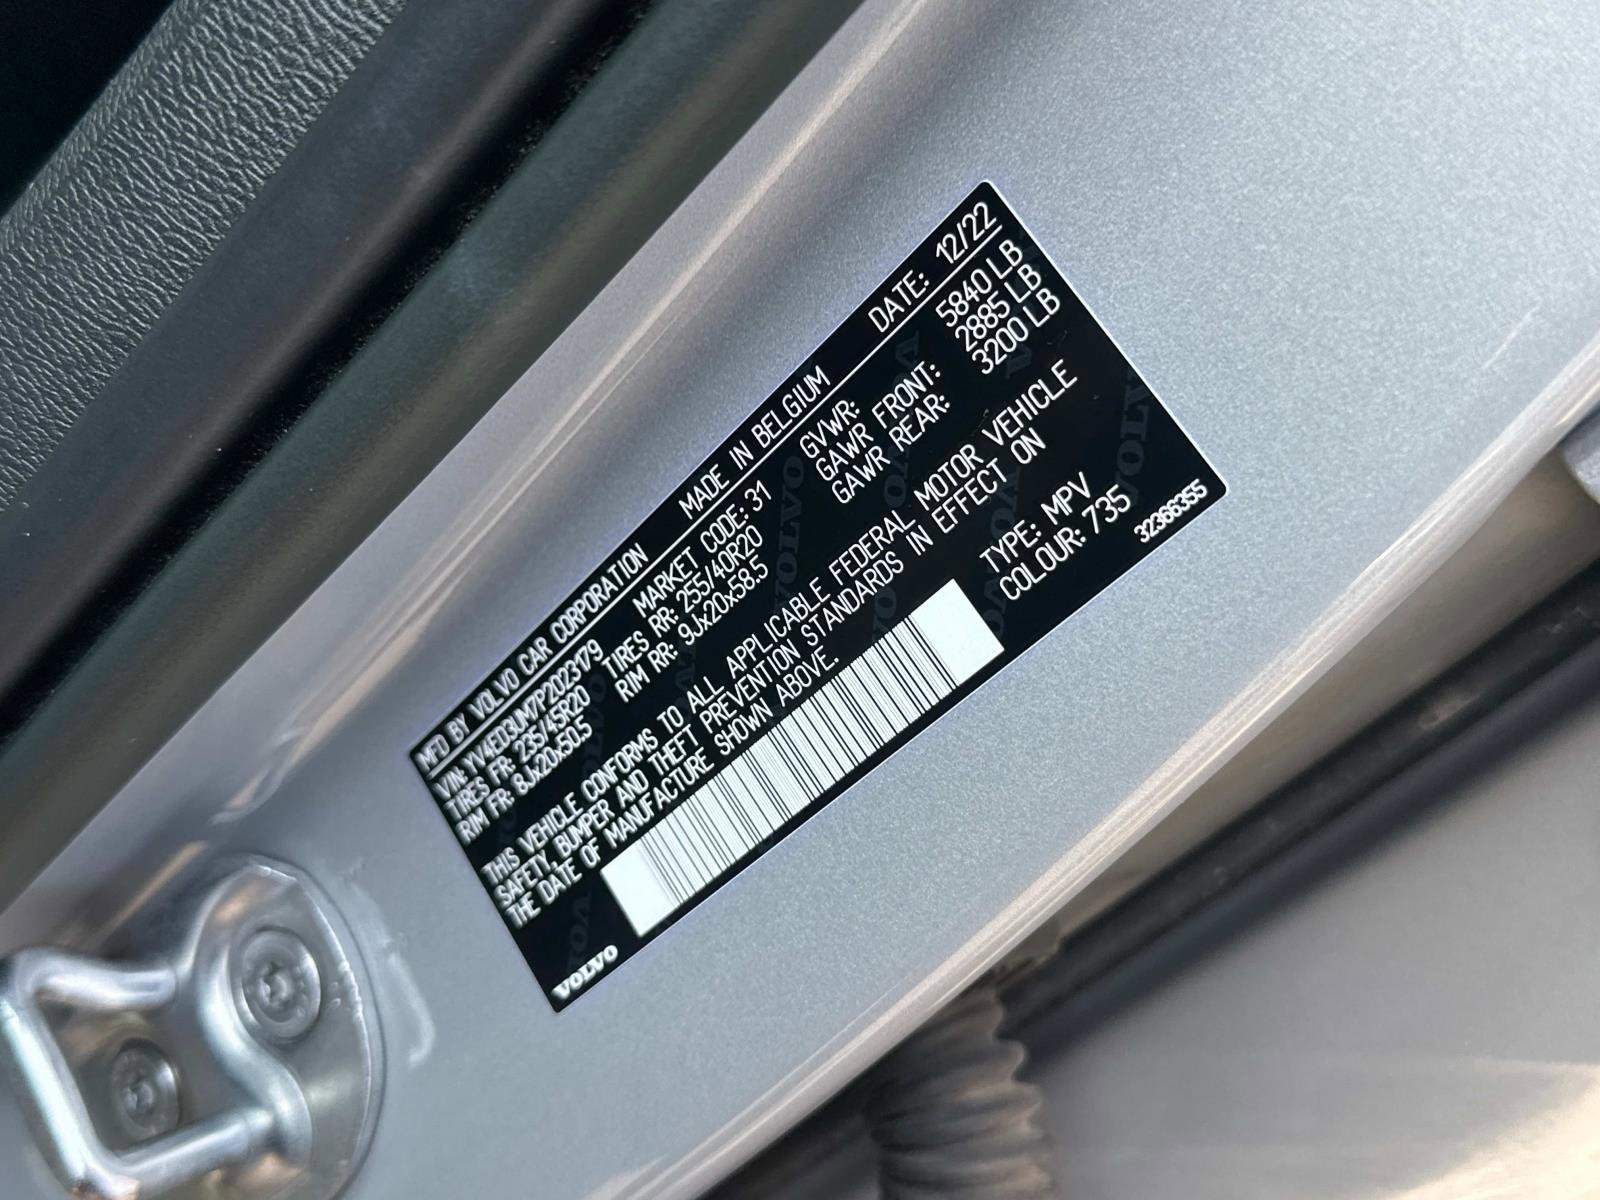 MFD BY VOLVO CAR CORPORATION MADE IN BELGIUM DATE: 12/22
VIN: YV4ED3UM7P2023179 MARKET CODE: 31 GVWR: 5840 LB
TIRES FR: 235/45R20 TIRES RR: 255/40R20 GAWR FRONT: 2885 LB
RIM FR: 8Jx20x50.5 RIM RR: 9Jx20x58.5 GAWR REAR: 3200 LB
THIS VEHICLE CONFORMS TO ALL APPLICABLE FEDERAL MOTOR VEHICLE
SAFETY, BUMPER AND THEFT PREVENTION STANDARDS IN EFFECT ON
THE DATE OF MANUFACTURE SHOWN ABOVE.
TYPE: MPV
COLOUR: 735
VOLVO 32366355